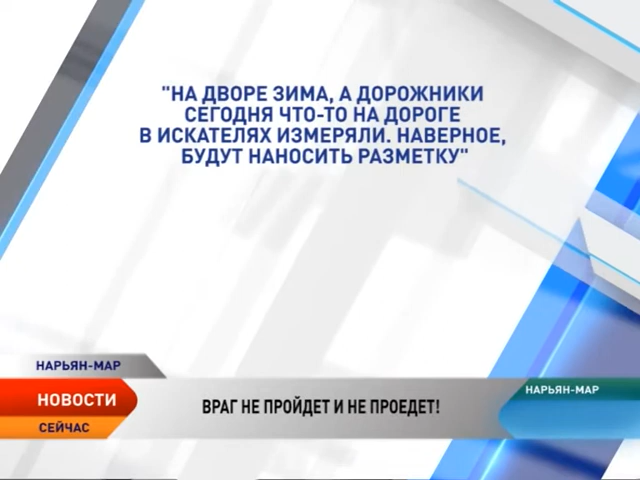 "НА ДВОРЕ ЗИМА, А ДОРОЖНИКИ
СЕГОДНЯ ЧТО-ТО НА ДОРОГЕ
В ИСКАТЕЛЯХ ИЗМЕРЯЛИ. НАВЕРНОЕ,
БУДУТ НАНОСИТЬ РАЗМЕТКУ"
НАРЬЯН-МАР
НОВОСТИ
СЕЙЧАС
ВРАГ НЕ ПРОЙДЕТ И НЕ ПРОЕДЕТ!
НАРЬЯН-МАР